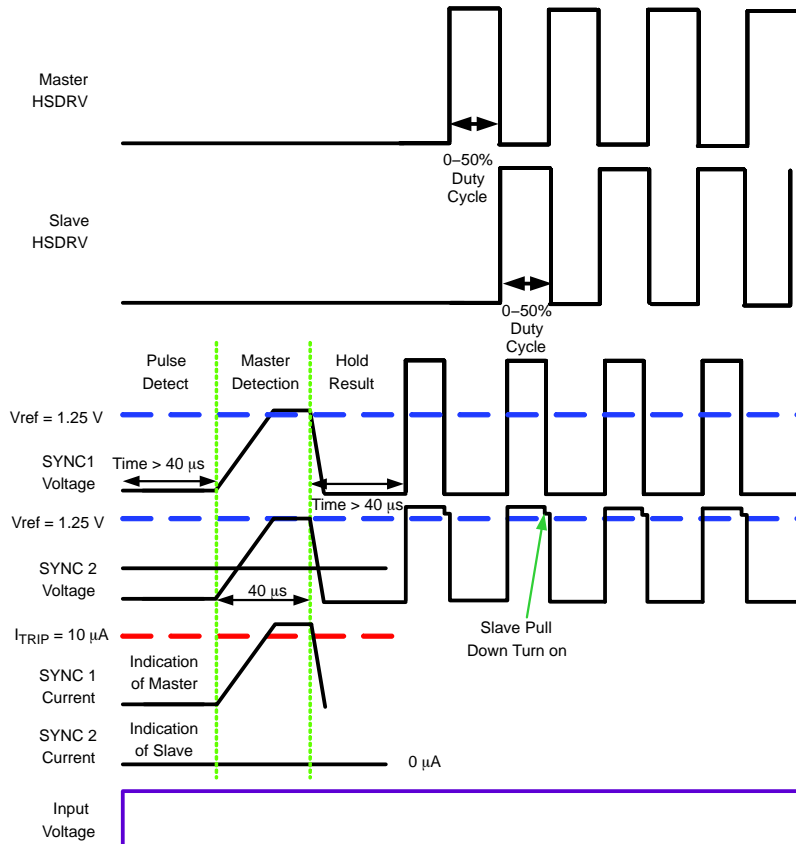 Master
HSDRV
0–50%
Duty
Cycle
Slave
HSDRV
0–50%
Duty
Cycle
Pulse
Detect
Master
Detection
Hold
Result
Vref = 1.25 V
SYNC1
Voltage
Time > 40 μs
Time > 40 μs
Vref = 1.25 V
SYNC 2
Voltage
40 μs
Slave Pull
Down Turn on
ITRIP = 10 μA
SYNC 1
Current
Indication
of Master
SYNC 2
Current
Indication
of Slave
0 μA
Input
Voltage